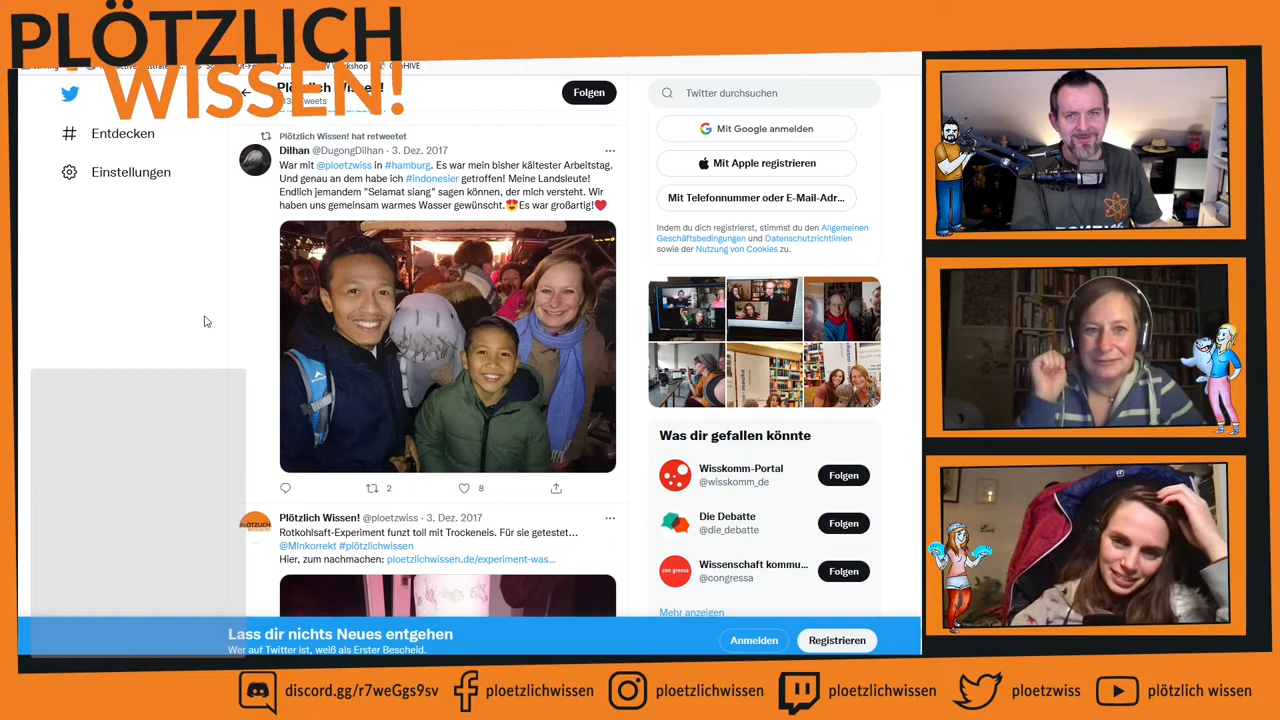 PLÖTZLICH
WISSEN!
Folgen
Twitter durchsuchen
Entdecken
Einstellungen
Plötzlich Wissen! hat retweetet
Dilhan @DugongDilhan · 3. Dez. 2017
War mit @ploetzwiss in #hamburg. Es war mein bisher kältester Arbeitstag.
Und genau an dem habe ich #indonesier getroffen! Meine Landsleute!
Endlich jemandem "Selamat siang" sagen können, der mich versteht. Wir
haben uns gemeinsam warmes Wasser gewünscht.😍Es war großartig!❤️
2
8
Plötzlich Wissen! @ploetzwiss · 3. Dez. 2017
Rotkohlsaft-Experiment funzt toll mit Trockeneis. Für sie getestet...
@MInkorrekt #plötzlichwissen
Hier, zum nachmachen: ploetzlichwissen.de/experiment-was...
Mit Google anmelden
Mit Apple registrieren
Mit Telefonnummer oder E-Mail-Adr...
Indem du dich registrierst, stimmst du den Allgemeinen
Geschäftsbedingungen und Datenschutzrichtlinien
sowie der Nutzung von Cookies zu.
Was dir gefallen könnte
Wisskomm-Portal
@wisskomm_de
Folgen
Die Debatte
@die_debatte
Folgen
con gressa
Wissenschaft kommu...
@congressa
Folgen
Mehr anzeigen
Lass dir nichts Neues entgehen
Wer auf Twitter ist, weiß als Erster Bescheid.
Anmelden
Registrieren
discord.gg/r7weGgs9sv
ploetzlichwissen
ploetzlichwissen
ploetzlichwissen
ploetzwiss
plötzlich wissen